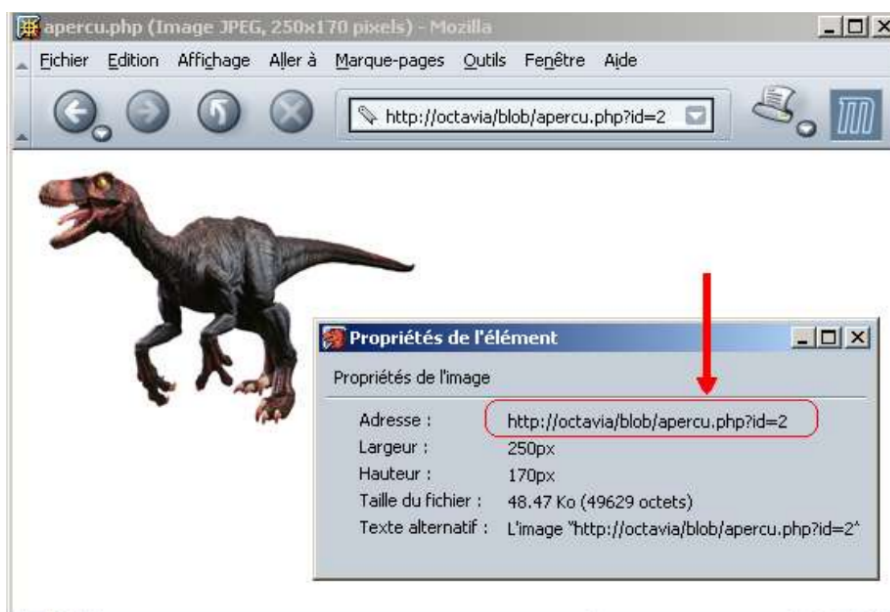 apercu.php (Image JPEG, 250x170 pixels) - Mozilla
Fichier Edition Affichage Aller à Marque-pages Outils Fenêtre Aide
http://octavia/blob/apercu.php?id=2
Propriétés de l'élément
Propriétés de l'image
Adresse : http://octavia/blob/apercu.php?id=2
Largeur : 250px
Hauteur : 170px
Taille du fichier : 48.47 Ko (49629 octets)
Texte alternatif : L'image "http://octavia/blob/apercu.php?id=2"